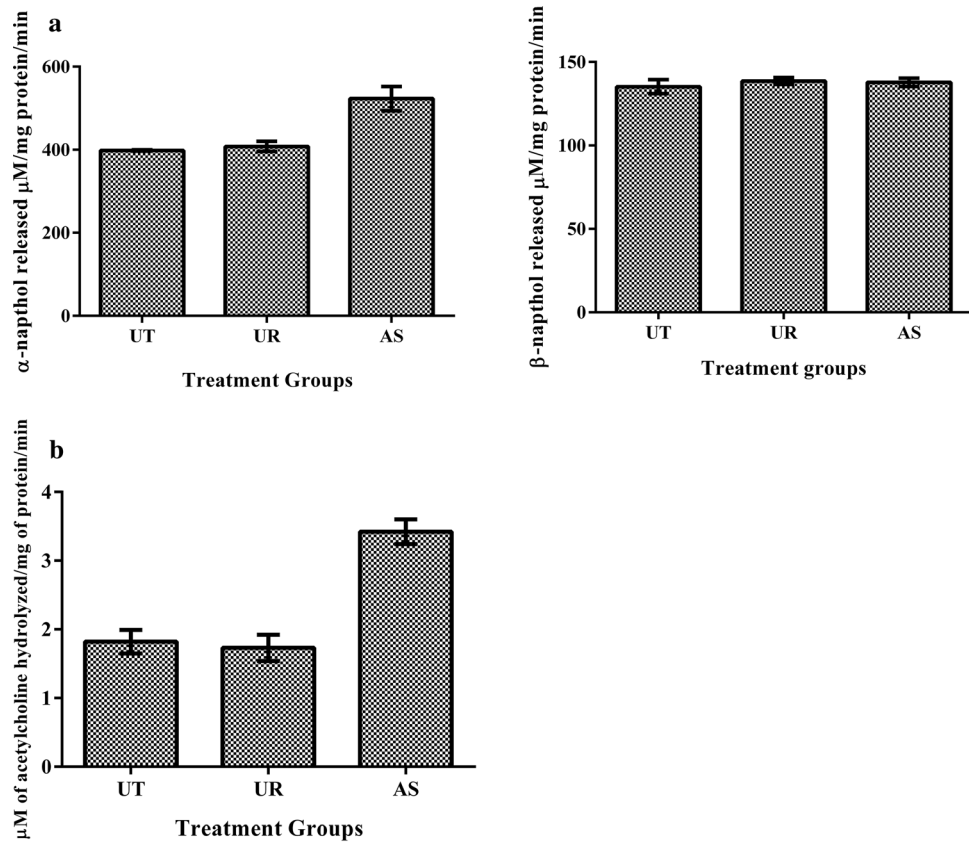 a
α-napthol released μM/mg protein/min
600
400
200
0
UT UR AS
Treatment Groups
β-napthol released μM/mg protein/min
150
100
50
0
UT UR AS
Treatment groups
b
μM of acetylcholine hydrolyzed/mg of protein/min
4
3
2
1
0
UT UR AS
Treatment Groups